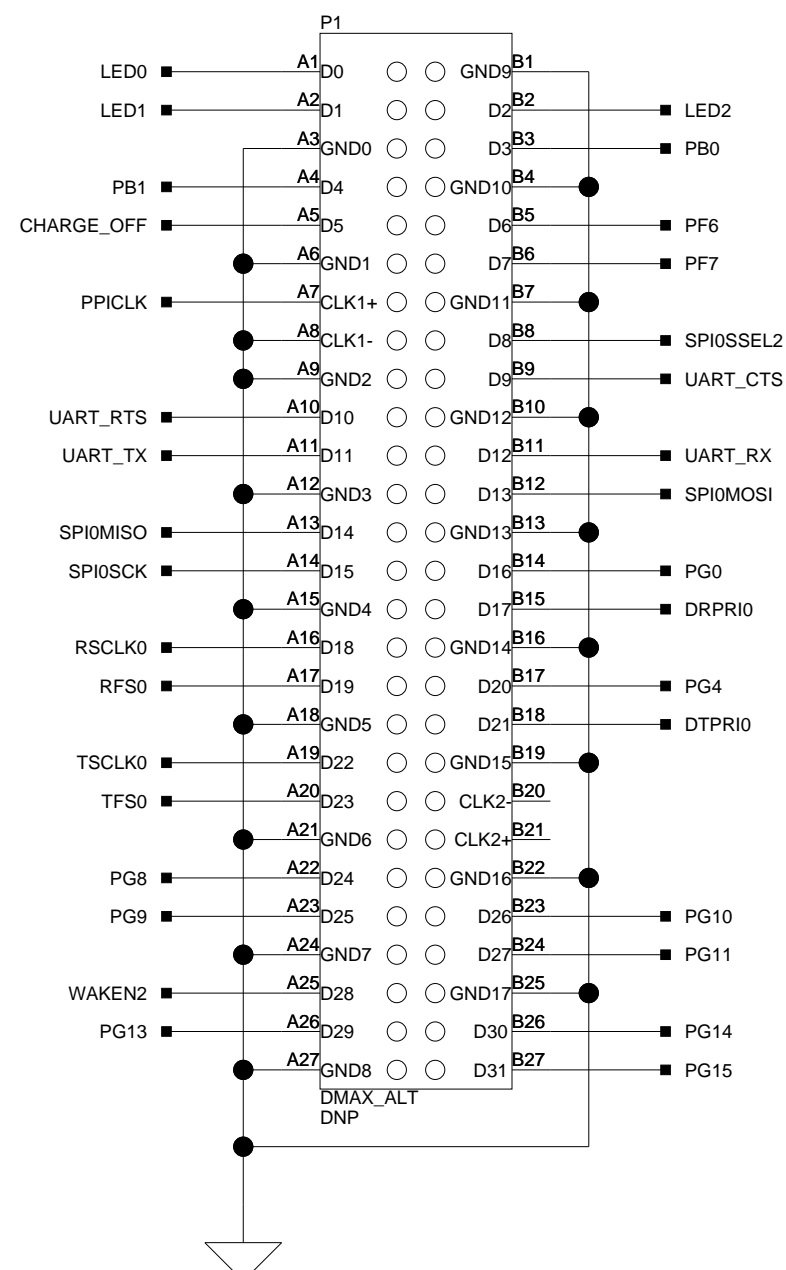 P1
LED0 A1 D0 GND9 B1
LED1 A2 D1 D2 B2 LED2
A3 GND0 D3 B3 PB0
PB1 A4 D4 GND10 B4
CHARGE_OFF A5 D5 D6 B5 PF6
A6 GND1 D7 B6 PF7
PPICLK A7 CLK1+ GND11 B7
A8 CLK1- D8 B8 SPI0SSEL2
A9 GND2 D9 B9 UART_CTS
UART_RTS A10 D10 GND12 B10
UART_TX A11 D11 D12 B11 UART_RX
A12 GND3 D13 B12 SPI0MOSI
SPI0MISO A13 D14 GND13 B13
SPI0SCK A14 D15 D16 B14 PG0
A15 GND4 D17 B15 DRPRI0
RSCLK0 A16 D18 GND14 B16
RFS0 A17 D19 D20 B17 PG4
A18 GND5 D21 B18 DTPRI0
TSCLK0 A19 D22 GND15 B19
TFS0 A20 D23 CLK2- B20
A21 GND6 CLK2+ B21
PG8 A22 D24 GND16 B22
PG9 A23 D25 D26 B23 PG10
A24 GND7 D27 B24 PG11
WAKEN2 A25 D28 GND17 B25
PG13 A26 D29 D30 B26 PG14
A27 GND8 D31 B27 PG15
DMAX_ALT
DNP